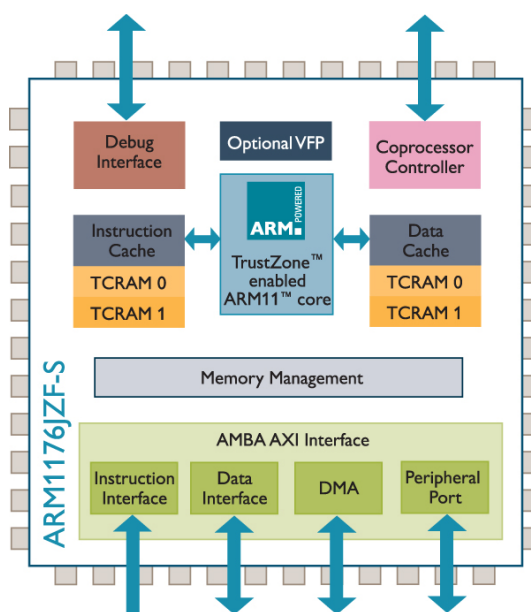 Debug
Interface
Optional VFP
Coprocessor
Controller
ARM
POWERED
TrustZone™
enabled
ARM11™ core
Instruction
Cache
TCRAM 0
TCRAM 1
Data
Cache
TCRAM 0
TCRAM 1
Memory Management
AMBA AXI Interface
Instruction
Interface
Data
Interface
DMA
Peripheral
Port
ARM1176JZF-S